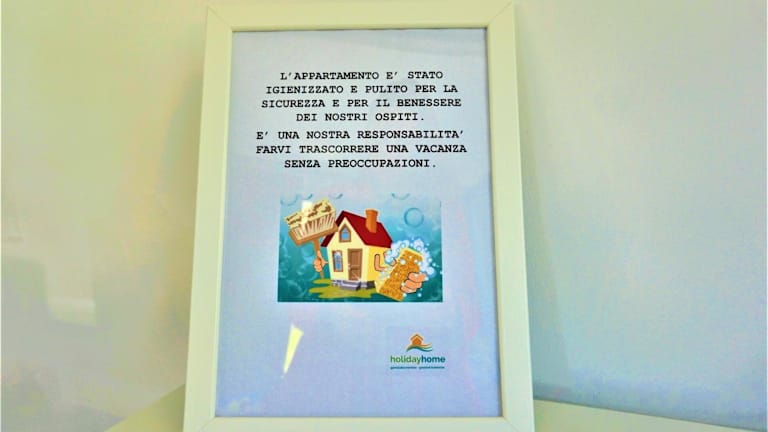 L'APPARTAMENTO E' STATO
IGIENIZZATO E PULITO PER LA
SICUREZZA E PER IL BENESSERE
DEI NOSTRI OSPITI.
E' UNA NOSTRA RESPONSABILITA'
FARVI TRASCORRERE UNA VACANZA
SENZA PREOCCUPAZIONI.
holidayhome